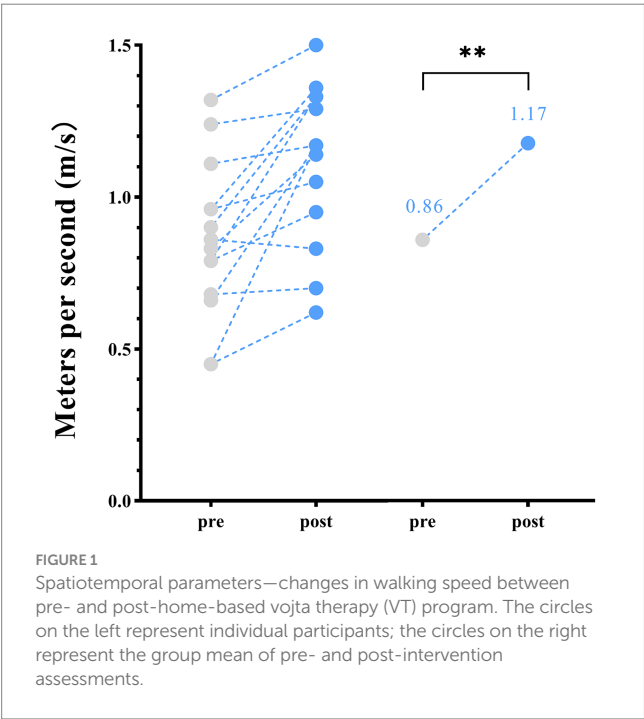 Meters per second (m/s)
1.5
1.0
0.5
0.0
**
1.17
0.86
pre post pre post
FIGURE 1
Spatiotemporal parameters—changes in walking speed between
pre- and post-home-based vojta therapy (VT) program. The circles
on the left represent individual participants; the circles on the right
represent the group mean of pre- and post-intervention
assessments.